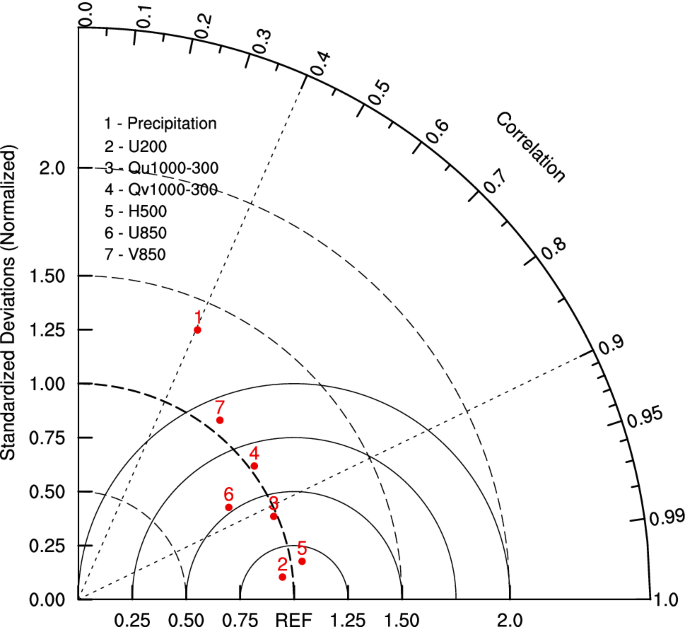 0.0
0.1
0.2
0.3
0.4
0.5
0.6
0.7
0.8
0.9
0.95
0.99
1.0
Correlation
1 - Precipitation
2 - U200
3 - Qu1000-300
4 - Qv1000-300
5 - H500
6 - U850
7 - V850
Standardized Deviations (Normalized)
2.0
1.50
1.25
1.00
0.75
0.50
0.25
0.00
1
7
4
6
3
5
2
0.25 0.50 0.75 REF 1.25 1.50 2.0